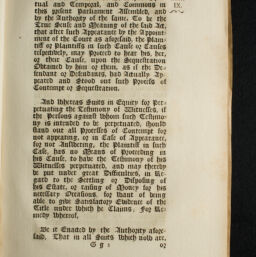 tual and Temporal, and Commons in
this present Parliament Assembled, and
by the Authority of the same, To be the
True Sense and Meaning of the said Act,
that after such Appearance by the Appoint-
ment of the Court as aforesaid, the Plain-
tiff or Plaintiffs in such Cause or Causes
respectively, may proceed to hear his, her,
or their Cause, upon the Sequestration
Obtained by him or them, as if the De-
fendant or Defendants, had Actually Ap-
peared and Stood out such Process of
Contempt or Sequestration.
IX.
And Whereas Suits in Equity for Per-
petuating the Testimony of Witnesses, if
the Persons against whom such Testimo-
ny is intended to be perpetuated, should
stand out all Processes of Contempt for
not appearing, or in Case of Appearance,
for not Answering, the Plaintiff in such
Case, has no Means of Proceeding in
his Cause, to have the Testimony of his
Witnesses perpetuated, and may thereby
be put under great Difficulties, in Re-
gard to the Settling or Disposing of
his Estate, or raising of Money for his
necessary Occasions, for want of being
able to give Satisfactory Evidence of the
Title under which he Claims, For Re-
medy Whereof,
Be it Enacted by the Authority afore-
said, That in all Suits which now are,
G g 2
or